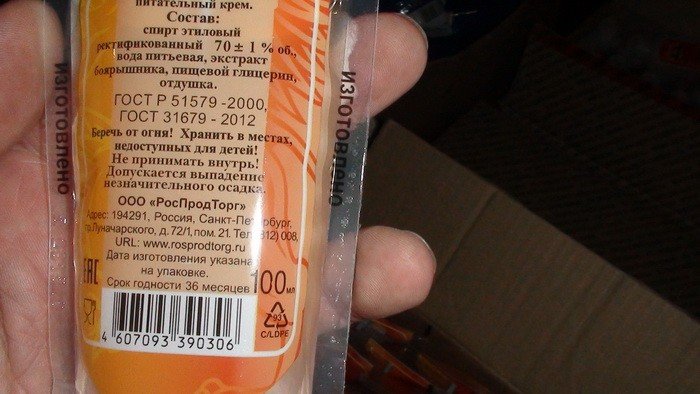 питательный крем.
Состав:
спирт этиловый
ректификованный 70 ± 1 % об.,
вода питьевая, экстракт
боярышника, пищевой глицерин,
отдушка.
ГОСТ Р 51579 -2000,
ГОСТ 31679 - 2012
Беречь от огня! Хранить в местах,
недоступных для детей!
Не принимать внутрь!
Допускается выпадение
незначительного осадка.
ООО «РосПродТорг»
Адрес: 194291, Россия, Санкт-Петербург,
пр.Луначарского, д.72/1,пом. 21. Тел.(812) 008,
URL: www.rosprodtorg.ru
Дата изготовления указана
на упаковке.
Срок годности 36 месяцев
100 мл
EAC
4 607093 390306
93
C/LDPE
ИЗГОТОВЛЕНО
ИЗГОТОВЛЕНО